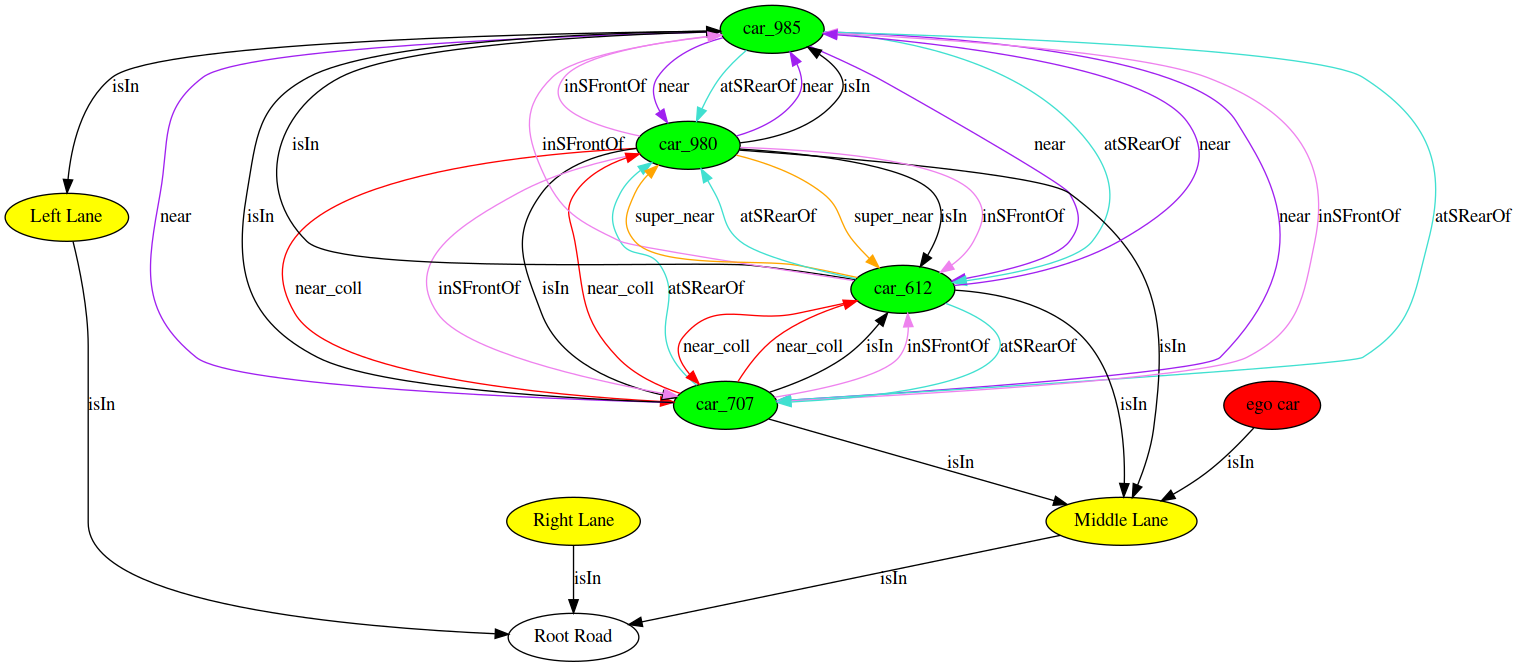 car_985
isIn
inSFrontOf
near
atSRearOf
near
isIn
isIn
inSFrontOf
car_980
near
atSRearOf
near
Left Lane
near
isIn
super_near
atSRearOf
super_near
isIn
inSFrontOf
near
inSFrontOf
atSRearOf
near_coll
inSFrontOf
isIn
near_coll
atSRearOf
car_612
near_coll
near_coll
isIn
inSFrontOf
atSRearOf
isIn
isIn
car_707
isIn
ego car
isIn
isIn
Right Lane
Middle Lane
isIn
isIn
Root Road